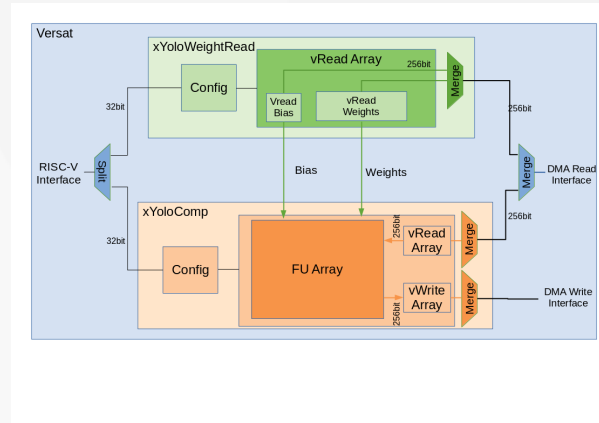 Versat
xYoloWeightRead
vRead Array
256bit
Merge
Config
Vread
Bias
vRead
Weights
32bit
256bit
RISC-V
Interface
Split
Bias
Weights
Merge
DMA Read
Interface
xYoloComp
32bit
256bit
256bit
vRead
Array
Merge
Config
FU Array
vWrite
Array
256bit
Merge
DMA Write
Interface